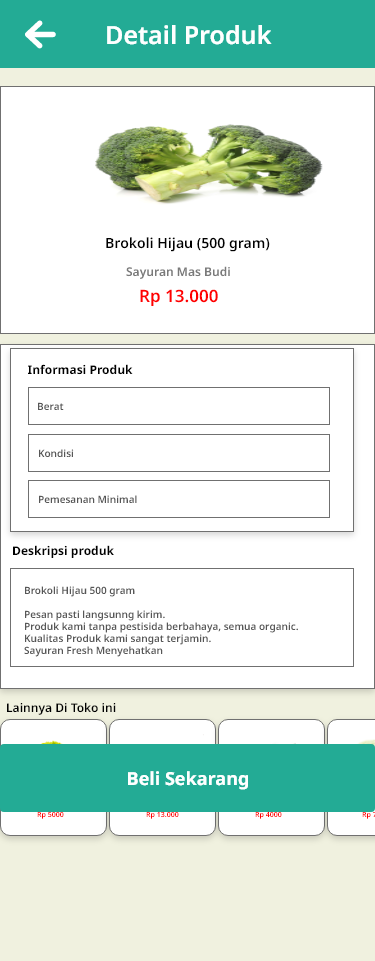 Detail Produk
Brokoli Hijau (500 gram)
Sayuran Mas Budi
Rp 13.000
Informasi Produk
Berat
Kondisi
Pemesanan Minimal
Deskripsi produk
Brokoli Hijau 500 gram
Pesan pasti langsunng kirim.
Produk kami tanpa pestisida berbahaya, semua organic.
Kualitas Produk kami sangat terjamin.
Sayuran Fresh Menyehatkan
Lainnya Di Toko ini
Beli Sekarang
Rp 5000
Rp 13.000
Rp 4000
Rp